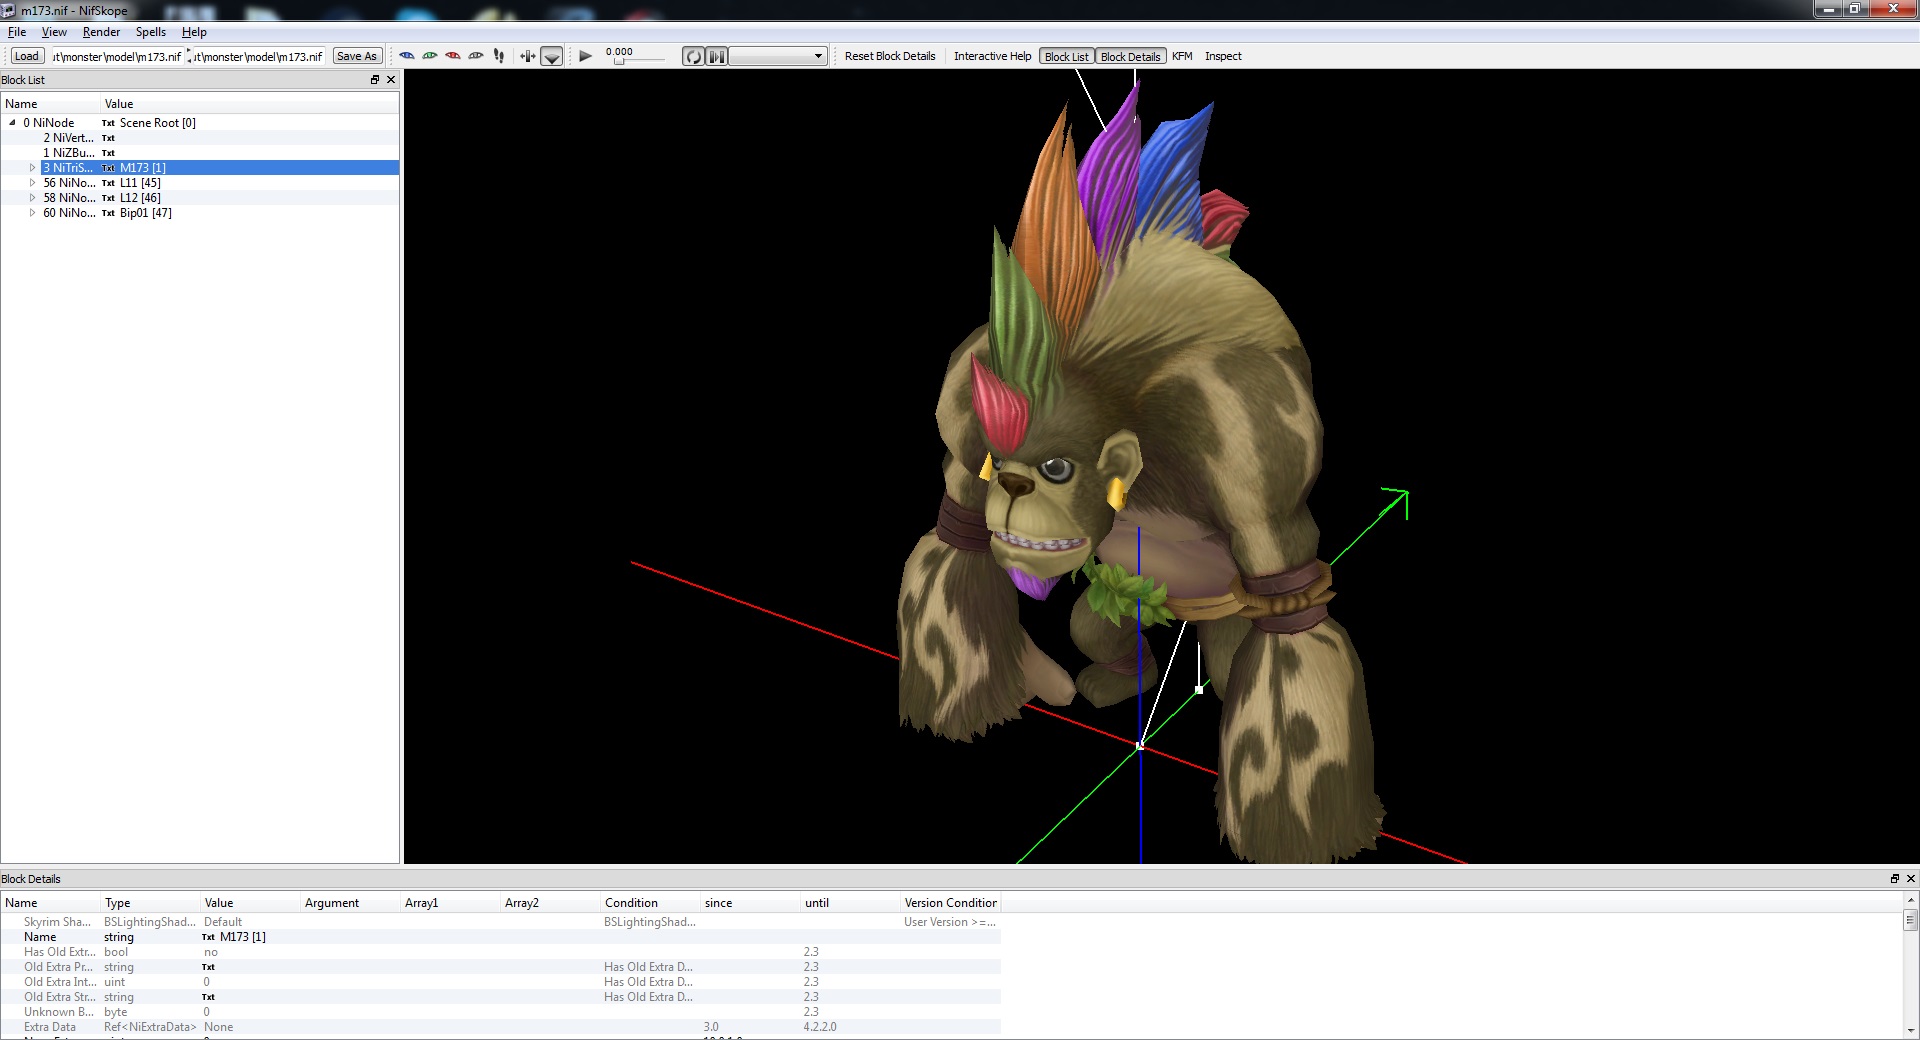 m173.nif - NifSkope
File View Render Spells Help
Load ut\monster\model\m173.nif ut\monster\model\m173.nif Save As 0.000 Reset Block Details Interactive Help Block List Block Details KFM Inspect
Block List
Name Value
0 NiNode Txt Scene Root [0]
2 NiVert... Txt
1 NiZBu... Txt
3 NiTriS... Txt M173 [1]
56 NiNo... Txt L11 [45]
58 NiNo... Txt L12 [46]
60 NiNo... Txt Bip01 [47]
Block Details
Name Type Value Argument Array1 Array2 Condition since until Version Condition
Skyrim Sha... BSLightingShad... Default BSLightingShad... User Version >=...
Name string Txt M173 [1]
Has Old Extr... bool no 2.3
Old Extra Pr... string Txt Has Old Extra D... 2.3
Old Extra Int... uint 0 Has Old Extra D... 2.3
Old Extra Str... string Txt Has Old Extra D... 2.3
Unknown B... byte 0 2.3
Extra Data Ref<NiExtraData> None 3.0 4.2.2.0